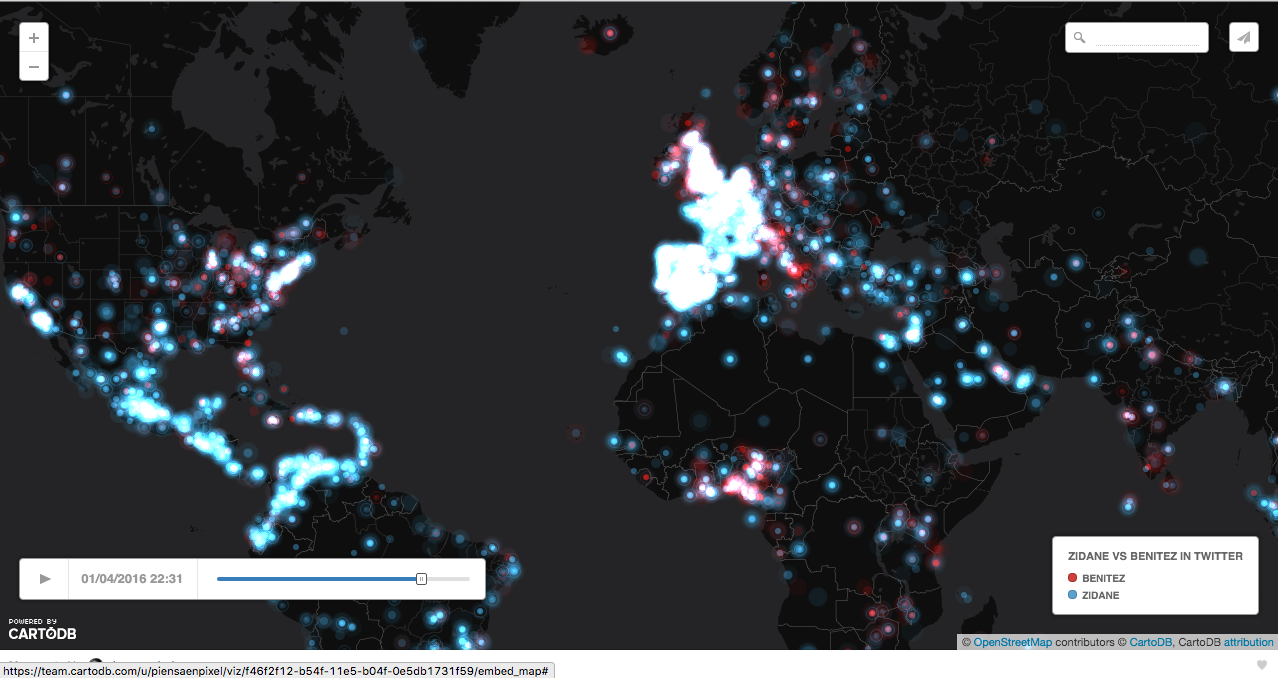 +
−
01/04/2016 22:31
ZIDANE VS BENITEZ IN TWITTER
BENITEZ
ZIDANE
POWERED BY
CARTODB
© OpenStreetMap contributors © CartoDB, CartoDB attribution
https://team.cartodb.com/u/piensaenpixel/viz/f46f2f12-b54f-11e5-b04f-0e5db1731f59/embed_map#